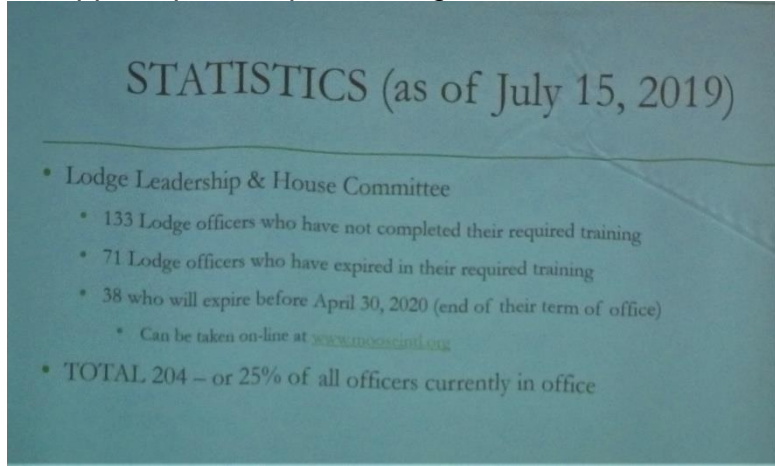 STATISTICS (as of July 15, 2019)
• Lodge Leadership & House Committee
• 133 Lodge officers who have not completed their required training
• 71 Lodge officers who have expired in their required training
• 38 who will expire before April 30, 2020 (end of their term of office)
• Can be taken on-line at www.mooseintl.org
• TOTAL 204 – or 25% of all officers currently in office